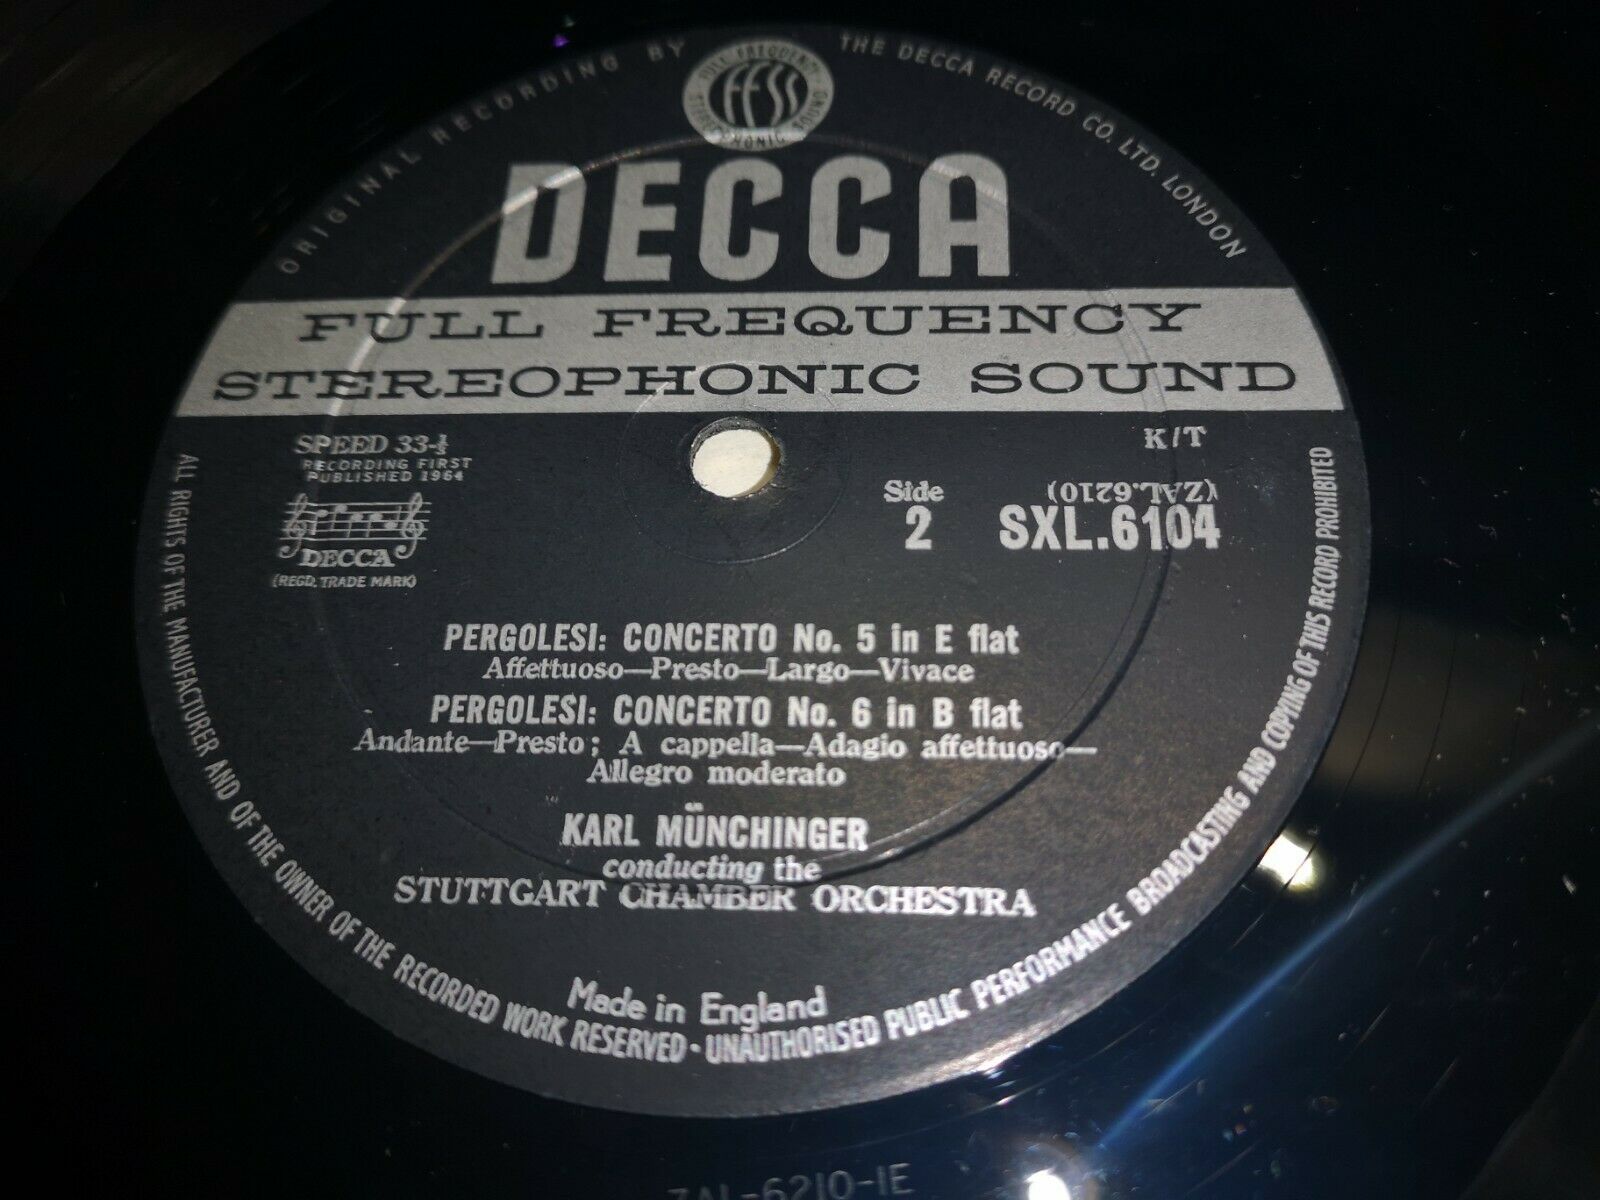 ORIGINAL RECORDING BY
THE DECCA RECORD CO. LTD. LONDON
FULL FREQUENCY
FFSS
STEREOPHONIC SOUND
DECCA
FULL FREQUENCY
STEREOPHONIC SOUND
SPEED 33⅓
RECORDING FIRST
PUBLISHED 1964
DECCA
(REGD. TRADE MARK)
K/T
(ZAL.6210)
Side
2
SXL.6104
PERGOLESI: CONCERTO No. 5 in E flat
Affettuoso—Presto—Largo—Vivace
PERGOLESI: CONCERTO No. 6 in B flat
Andante—Presto; A cappella—Adagio affettuoso—
Allegro moderato
KARL MÜNCHINGER
conducting the
STUTTGART CHAMBER ORCHESTRA
Made in England
ALL RIGHTS OF THE MANUFACTURER AND OF THE OWNER OF THE RECORDED WORK RESERVED · UNAUTHORISED PUBLIC PERFORMANCE BROADCASTING AND COPYING OF THIS RECORD PROHIBITED
ZAL-6210-1E